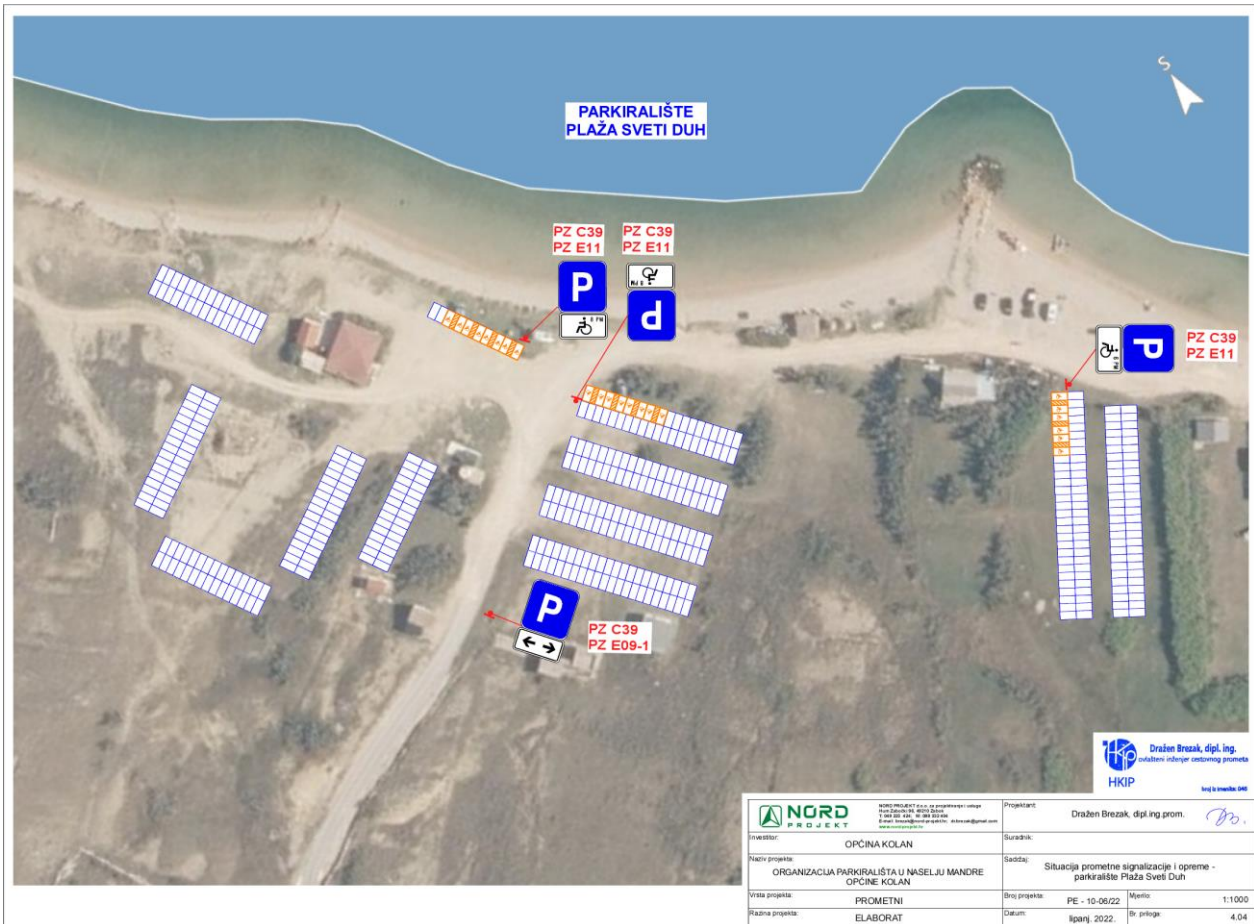 S
PARKIRALIŠTE
PLAŽA SVETI DUH
PZ C39
PZ E11
PZ C39
PZ E11
P
P
P
PZ C39
PZ E11
P
PZ C39
PZ E09-1
HKIP
Dražen Brezak, dipl. ing.
ovlašteni inženjer cestovnog prometa
HKIP
NORD
PROJEKT
Projektant:
Dražen Brezak, dipl.ing.prom.
Investitor:
OPĆINA KOLAN
Suradnik:
Naziv projekta:
ORGANIZACIJA PARKIRALIŠTA U NASELJU MANDRE
OPĆINE KOLAN
Sadržaj:
Situacija prometne signalizacije i opreme -
parkiralište Plaža Sveti Duh
Vrsta projekta:
PROMETNI
Broj projekta:
PE - 10-06/22
Mjerilo:
1:1000
Razina projekta:
ELABORAT
Datum:
lipanj, 2022.
Br. priloga:
4.04